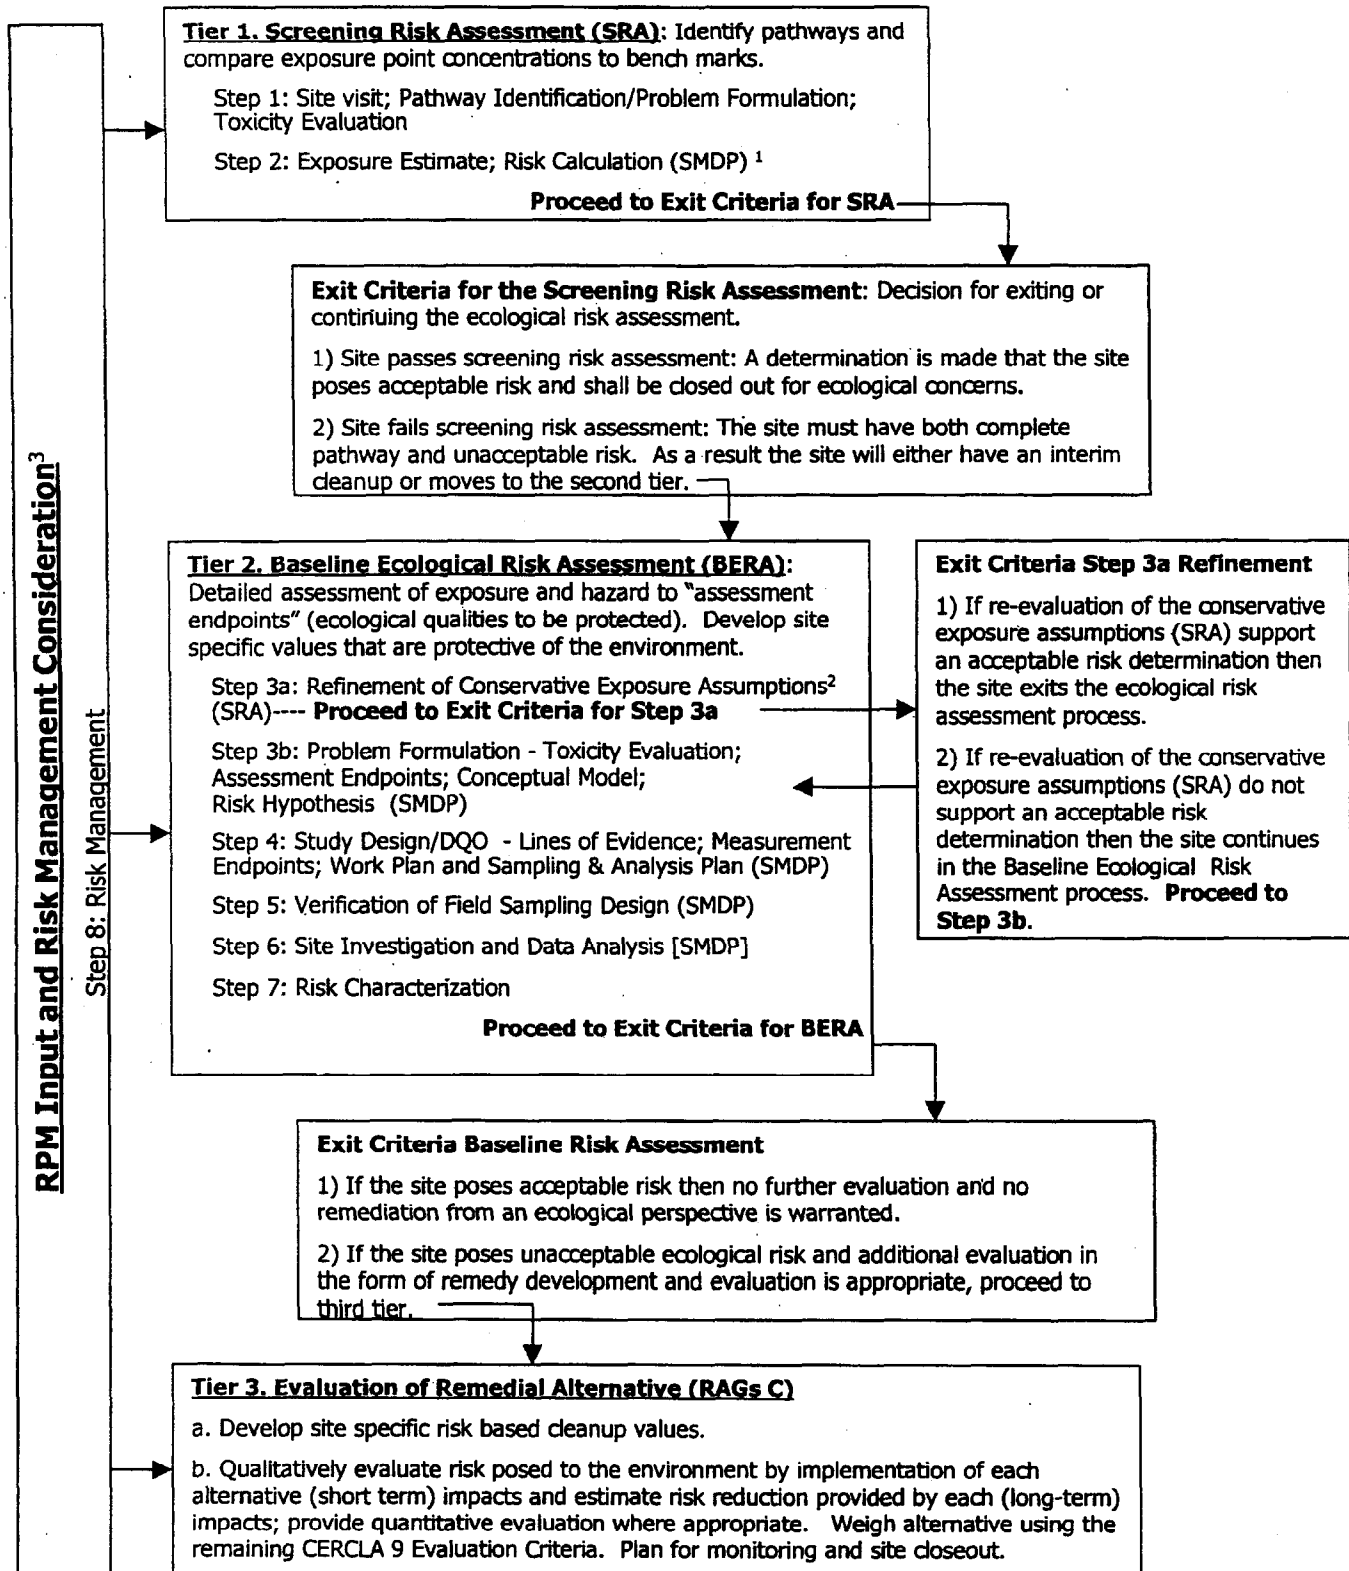 RPM Input and Risk Management Consideration³
Step 8: Risk Management
Tier 1. Screening Risk Assessment (SRA): Identify pathways and
compare exposure point concentrations to bench marks.
Step 1: Site visit; Pathway Identification/Problem Formulation;
Toxicity Evaluation
Step 2: Exposure Estimate; Risk Calculation (SMDP) ¹
Proceed to Exit Criteria for SRA
Exit Criteria for the Screening Risk Assessment: Decision for exiting or
continuing the ecological risk assessment.
1) Site passes screening risk assessment: A determination is made that the site
poses acceptable risk and shall be closed out for ecological concerns.
2) Site fails screening risk assessment: The site must have both complete
pathway and unacceptable risk. As a result the site will either have an interim
cleanup or moves to the second tier.
Tier 2. Baseline Ecological Risk Assessment (BERA):
Detailed assessment of exposure and hazard to "assessment
endpoints" (ecological qualities to be protected). Develop site
specific values that are protective of the environment.
Step 3a: Refinement of Conservative Exposure Assumptions²
(SRA)---- Proceed to Exit Criteria for Step 3a
Step 3b: Problem Formulation - Toxicity Evaluation;
Assessment Endpoints; Conceptual Model;
Risk Hypothesis (SMDP)
Step 4: Study Design/DQO - Lines of Evidence; Measurement
Endpoints; Work Plan and Sampling & Analysis Plan (SMDP)
Step 5: Verification of Field Sampling Design (SMDP)
Step 6: Site Investigation and Data Analysis [SMDP]
Step 7: Risk Characterization
Proceed to Exit Criteria for BERA
Exit Criteria Step 3a Refinement
1) If re-evaluation of the conservative
exposure assumptions (SRA) support
an acceptable risk determination then
the site exits the ecological risk
assessment process.
2) If re-evaluation of the conservative
exposure assumptions (SRA) do not
support an acceptable risk
determination then the site continues
in the Baseline Ecological Risk
Assessment process. Proceed to
Step 3b.
Exit Criteria Baseline Risk Assessment
1) If the site poses acceptable risk then no further evaluation and no
remediation from an ecological perspective is warranted.
2) If the site poses unacceptable ecological risk and additional evaluation in
the form of remedy development and evaluation is appropriate, proceed to
third tier.
Tier 3. Evaluation of Remedial Alternative (RAGs C)
a. Develop site specific risk based cleanup values.
b. Qualitatively evaluate risk posed to the environment by implementation of each
alternative (short term) impacts and estimate risk reduction provided by each (long-term)
impacts; provide quantitative evaluation where appropriate. Weigh alternative using the
remaining CERCLA 9 Evaluation Criteria. Plan for monitoring and site closeout.